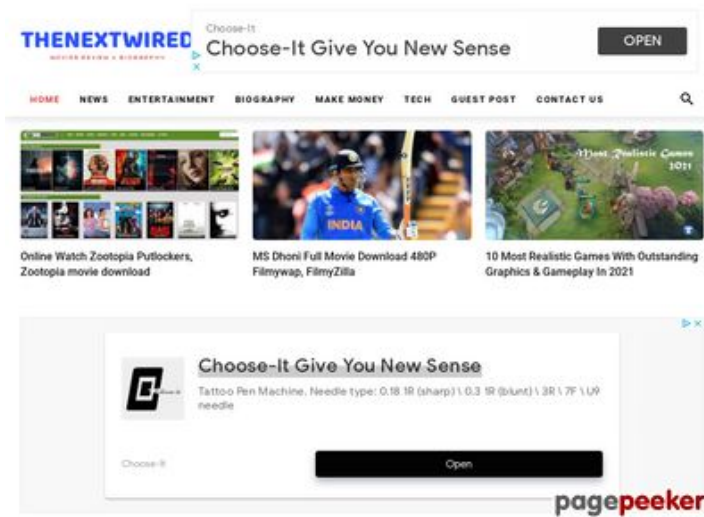 Choose-It
THENEXTWIRED
Choose-It Give You New Sense
OPEN
MOVIES REVIEW & BIOGRAPHY
HOME NEWS ENTERTAINMENT BIOGRAPHY MAKE MONEY TECH GUEST POST CONTACT US
Most Realistic Games
2021
INDIA
Online Watch Zootopia Putlockers,
Zootopia movie download
MS Dhoni Full Movie Download 480P
Filmywap, FilmyZilla
10 Most Realistic Games With Outstanding
Graphics & Gameplay In 2021
Choose-It Give You New Sense
Tattoo Pen Machine. Needle type: 0.18 1R (sharp) \ 0.3 1R (blunt) \ 3R \ 7F \ U9
needle
Choose-It
Open
pagepeeker